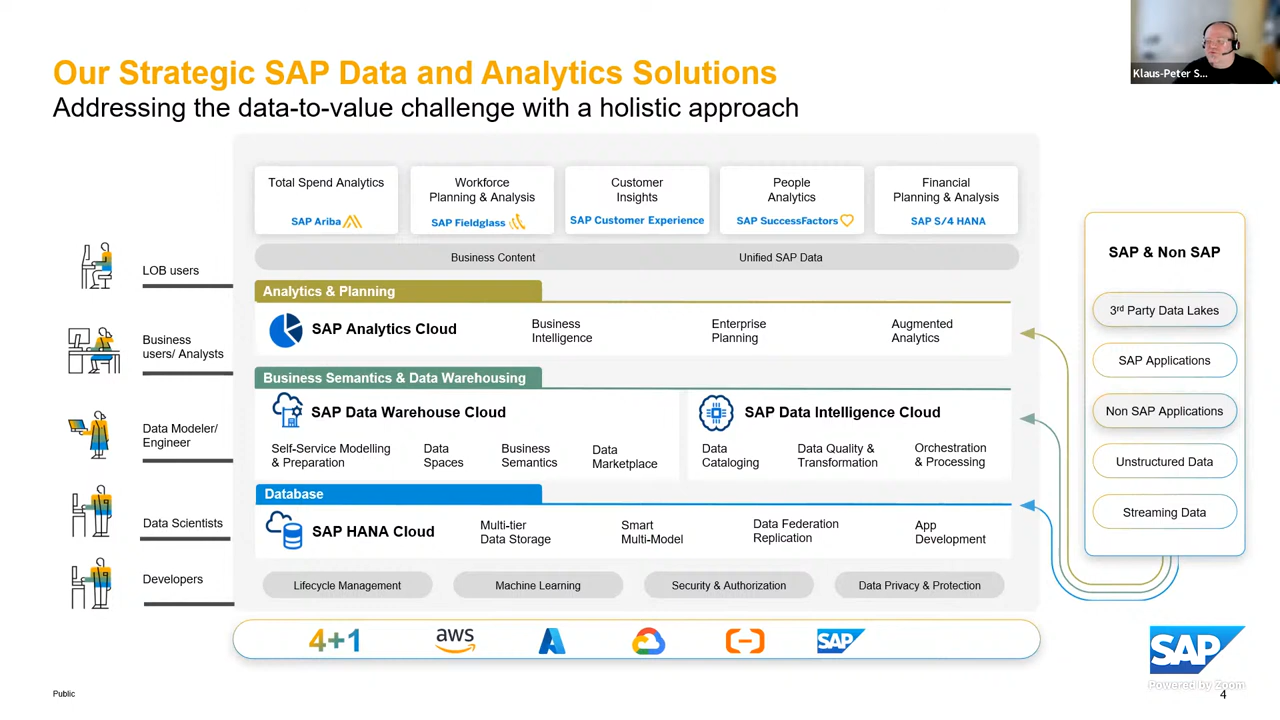 Our Strategic SAP Data and Analytics Solutions
Addressing the data-to-value challenge with a holistic approach
Klaus-Peter S...
Total Spend Analytics
SAP Ariba
Workforce
Planning & Analysis
SAP Fieldglass
Customer
Insights
SAP Customer Experience
People
Analytics
SAP SuccessFactors
Financial
Planning & Analysis
SAP S/4 HANA
Business Content
Unified SAP Data
LOB users
Business
users/ Analysts
Data Modeler/
Engineer
Data Scientists
Developers
Analytics & Planning
SAP Analytics Cloud
Business
Intelligence
Enterprise
Planning
Augmented
Analytics
Business Semantics & Data Warehousing
SAP Data Warehouse Cloud
Self-Service Modelling
& Preparation
Data
Spaces
Business
Semantics
Data
Marketplace
SAP Data Intelligence Cloud
Data
Cataloging
Data Quality &
Transformation
Orchestration
& Processing
Database
SAP HANA Cloud
Multi-tier
Data Storage
Smart
Multi-Model
Data Federation
Replication
App
Development
Lifecycle Management
Machine Learning
Security & Authorization
Data Privacy & Protection
4+1
aws
SAP
SAP & Non SAP
3rd Party Data Lakes
SAP Applications
Non SAP Applications
Unstructured Data
Streaming Data
SAP
Powered by Zoom
Public
4